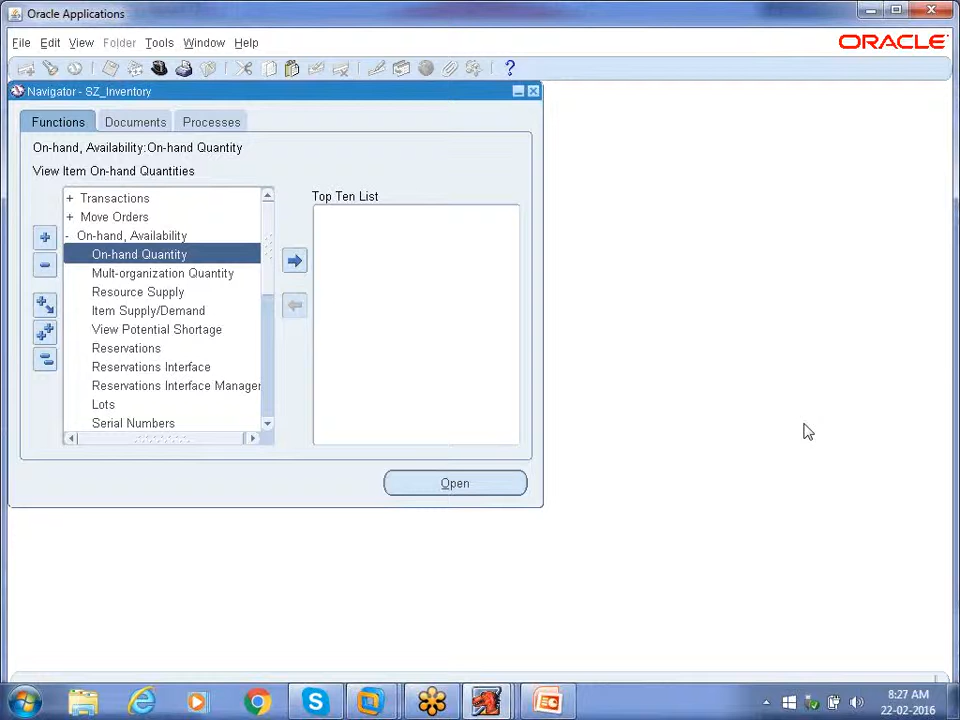 Oracle Applications
File Edit View Folder Tools Window Help
ORACLE
Navigator - SZ_Inventory
Functions Documents Processes
On-hand, Availability:On-hand Quantity
View Item On-hand Quantities
Top Ten List
+ Transactions
+ Move Orders
- On-hand, Availability
On-hand Quantity
Mult-organization Quantity
Resource Supply
Item Supply/Demand
View Potential Shortage
Reservations
Reservations Interface
Reservations Interface Manager
Lots
Serial Numbers
Open
8:27 AM
22-02-2016